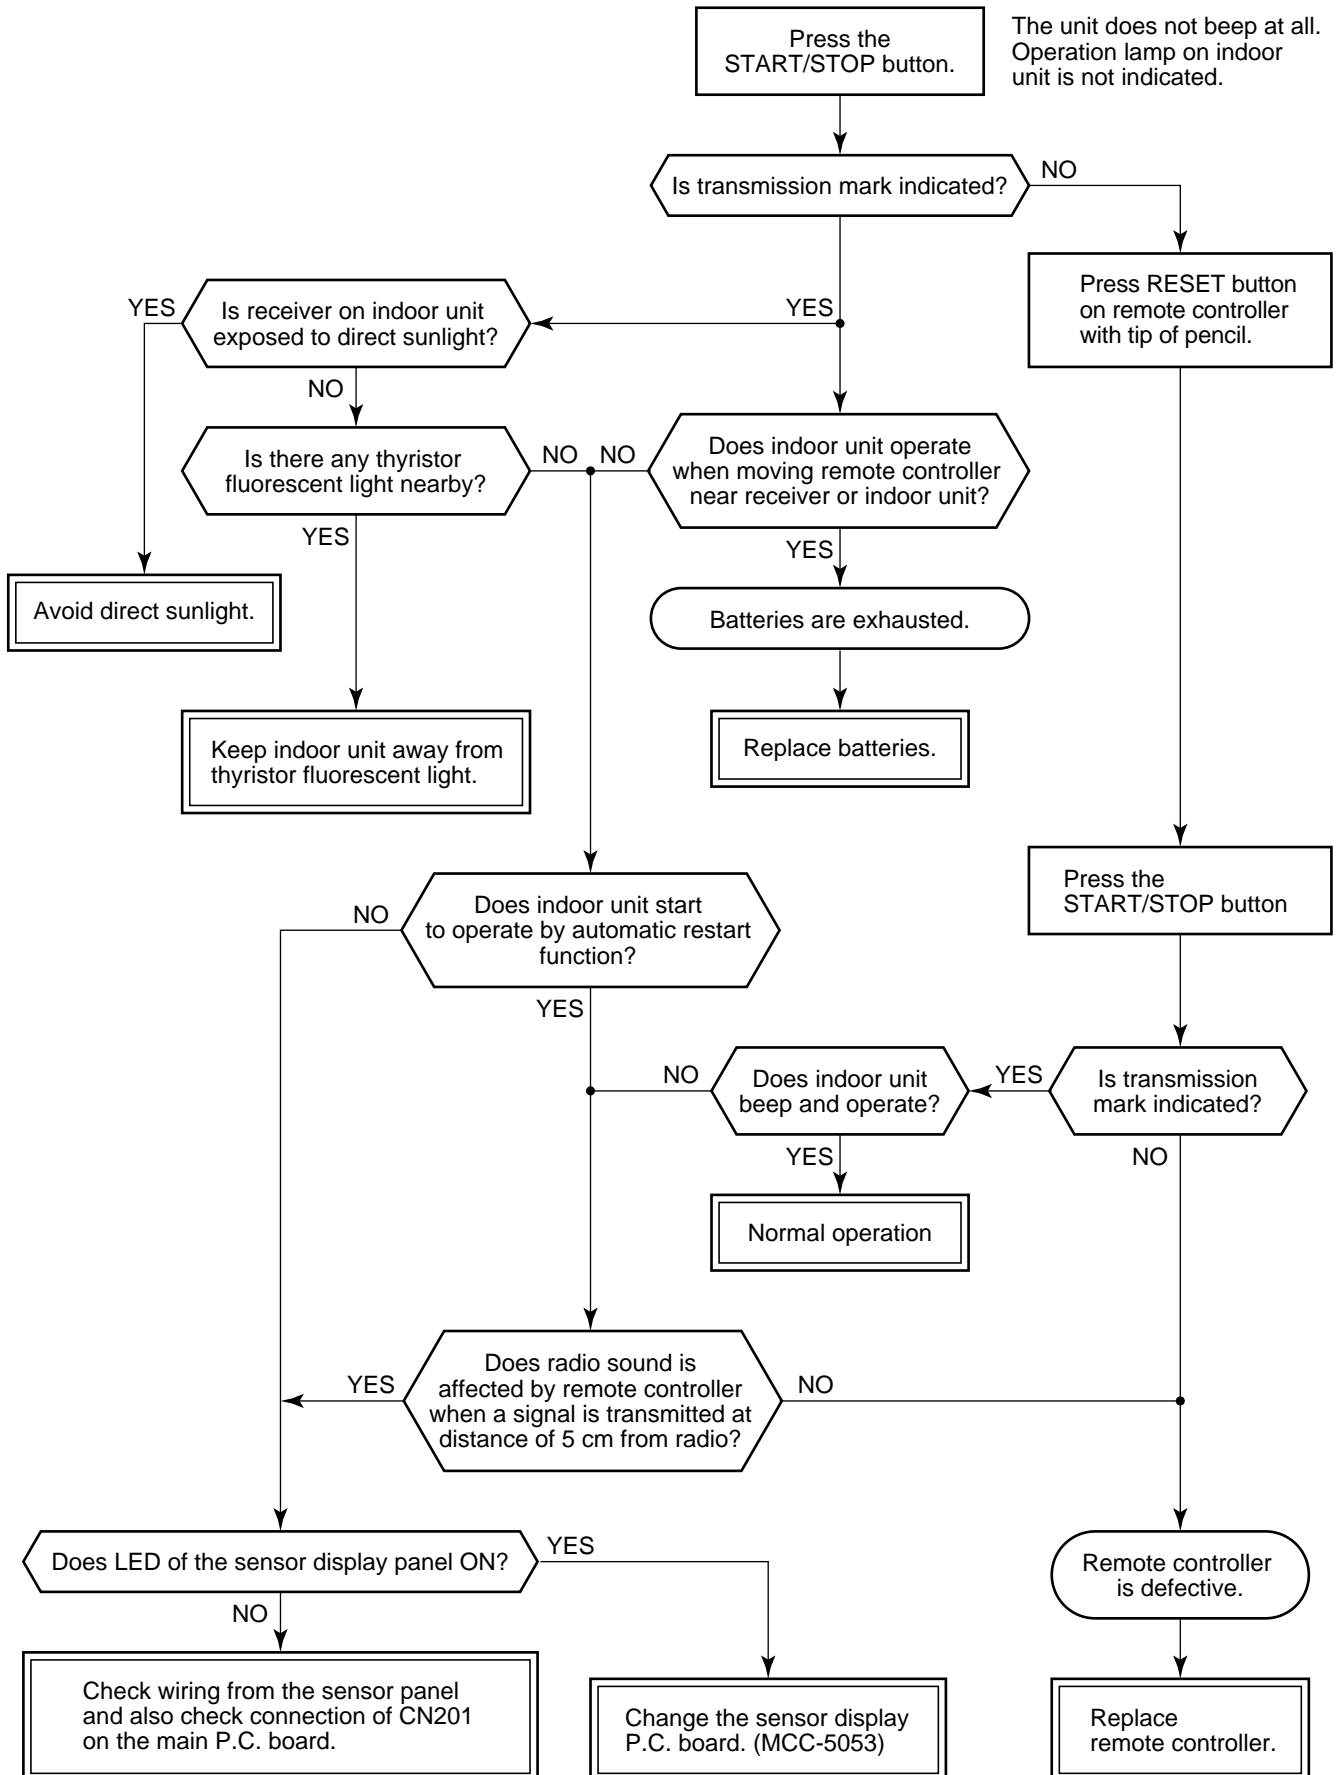 Press the
START/STOP button.
The unit does not beep at all.
Operation lamp on indoor
unit is not indicated.
Is transmission mark indicated?
NO
Press RESET button
on remote controller
with tip of pencil.
YES
Is receiver on indoor unit
exposed to direct sunlight?
YES
NO
Is there any thyristor
fluorescent light nearby?
NO
NO
Does indoor unit operate
when moving remote controller
near receiver or indoor unit?
YES
YES
Avoid direct sunlight.
Batteries are exhausted.
Keep indoor unit away from
thyristor fluorescent light.
Replace batteries.
Press the
START/STOP button
NO
Does indoor unit start
to operate by automatic restart
function?
YES
NO
Does indoor unit
beep and operate?
YES
Is transmission
mark indicated?
YES
NO
Normal operation
YES
Does radio sound is
affected by remote controller
when a signal is transmitted at
distance of 5 cm from radio?
NO
Does LED of the sensor display panel ON?
YES
Remote controller
is defective.
NO
Check wiring from the sensor panel
and also check connection of CN201
on the main P.C. board.
Change the sensor display
P.C. board. (MCC-5053)
Replace
remote controller.